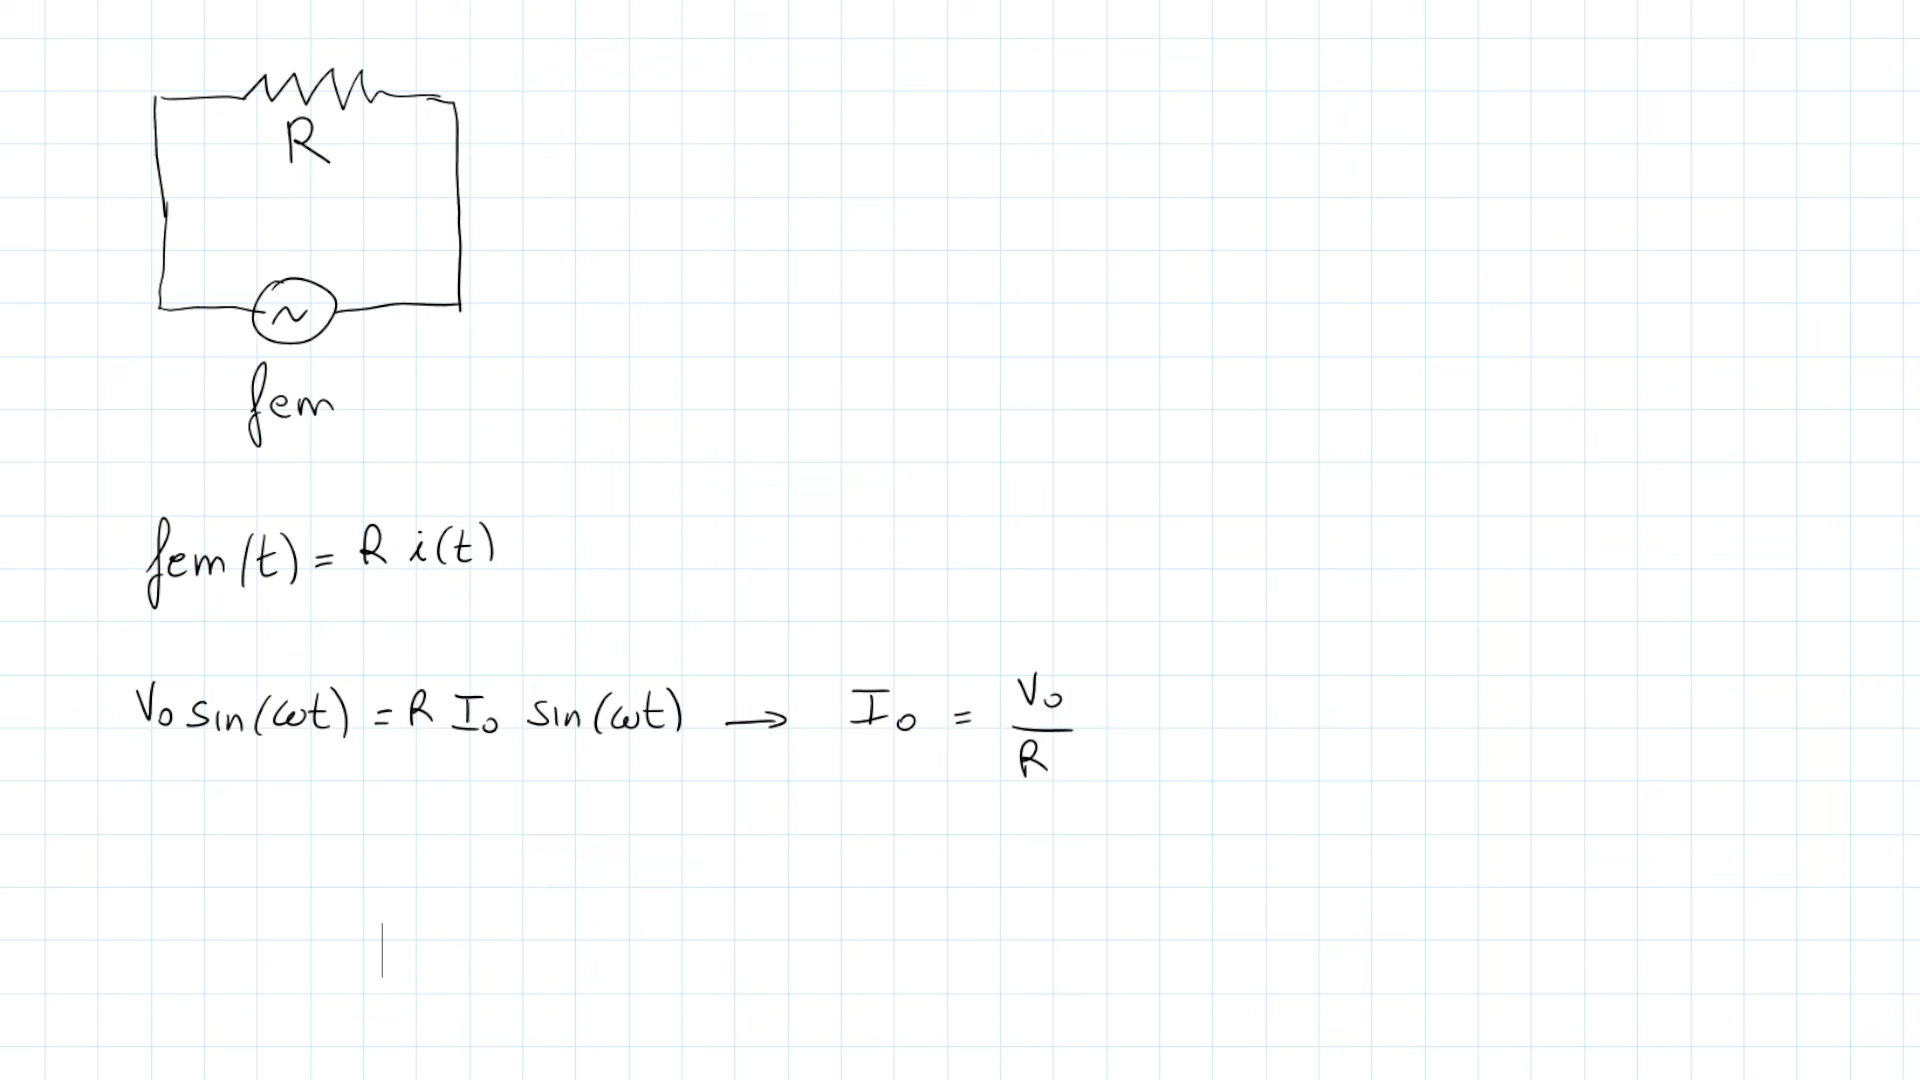 R
~
fem
fem(t) = R i(t)
V₀ sin(ωt) = R I₀ sin(ωt) → I₀ = V₀/R